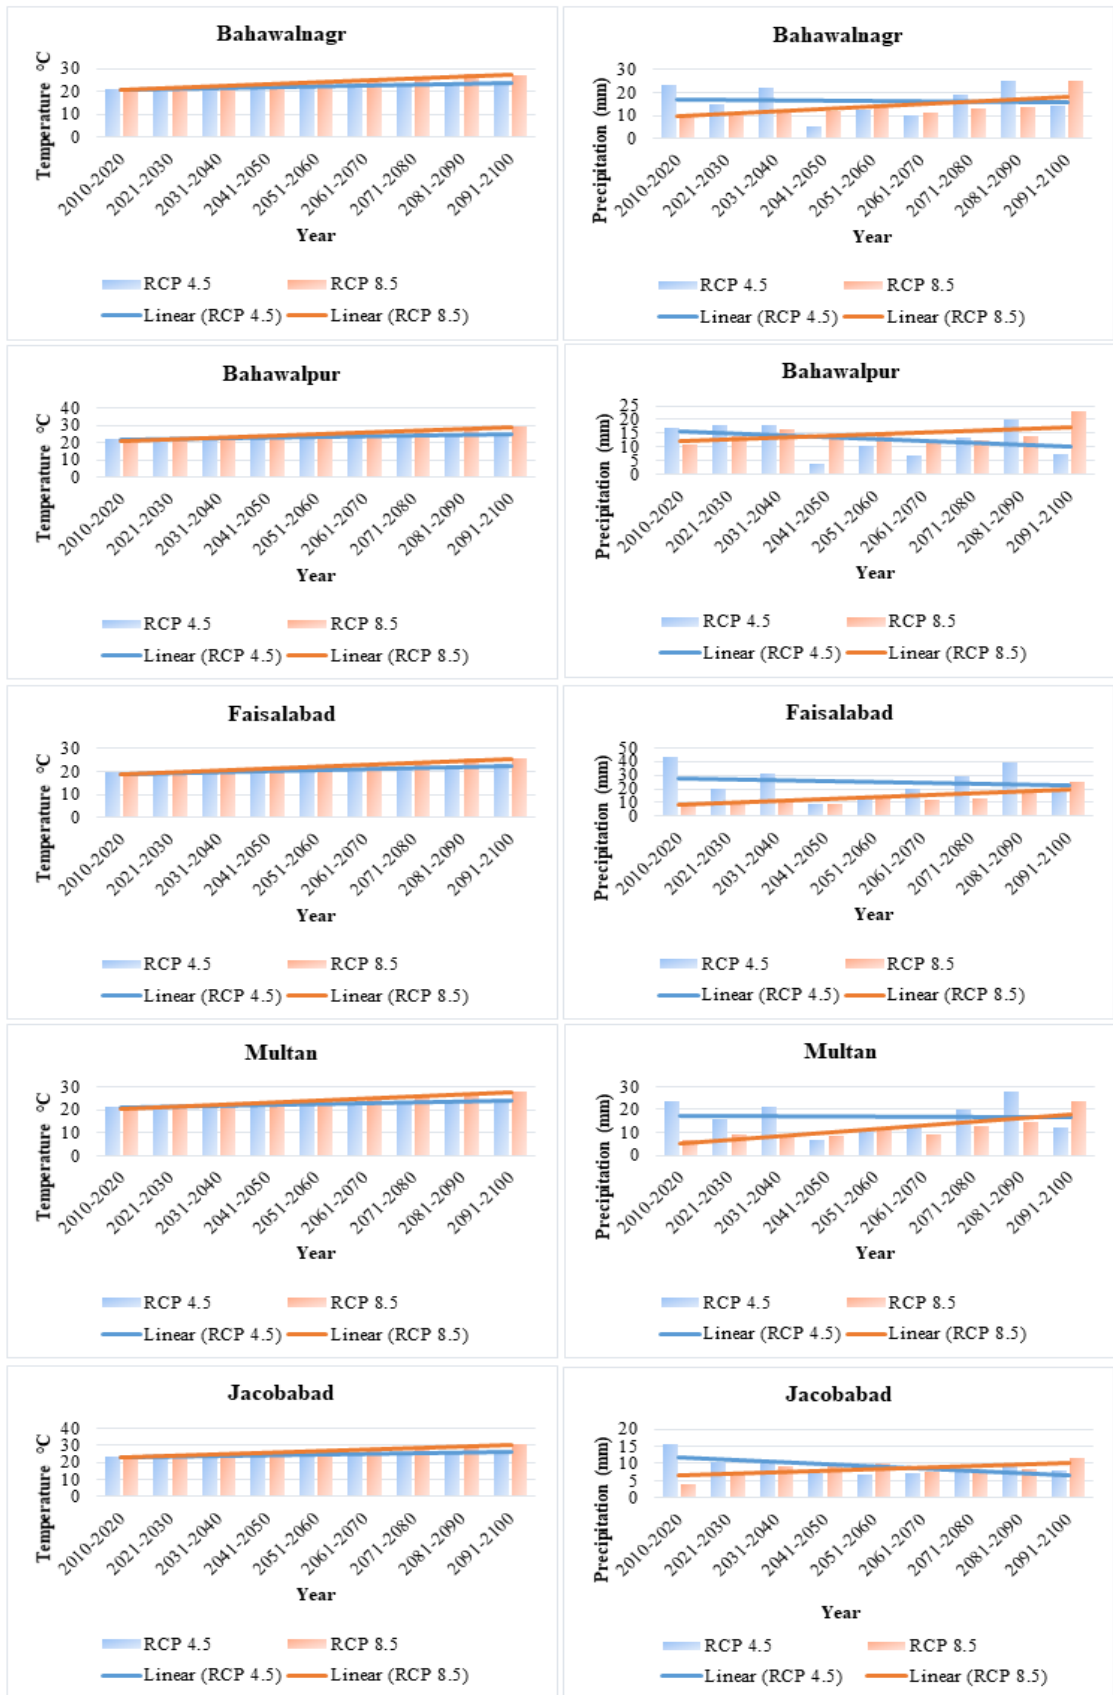 Bahawalnagr
Temperature °C
30
20
10
0
2010-2020
2021-2030
2031-2040
2041-2050
2051-2060
2061-2070
2071-2080
2081-2090
2091-2100
Year
RCP 4.5 RCP 8.5
Linear (RCP 4.5) Linear (RCP 8.5)
Bahawalnagr
Precipitation (mm)
30
20
10
0
2010-2020
2021-2030
2031-2040
2041-2050
2051-2060
2061-2070
2071-2080
2081-2090
2091-2100
Year
RCP 4.5 RCP 8.5
Linear (RCP 4.5) Linear (RCP 8.5)
Bahawalpur
Temperature °C
40
30
20
10
0
2010-2020
2021-2030
2031-2040
2041-2050
2051-2060
2061-2070
2071-2080
2081-2090
2091-2100
Year
RCP 4.5 RCP 8.5
Linear (RCP 4.5) Linear (RCP 8.5)
Bahawalpur
Precipitation (mm)
25
20
15
10
5
0
2010-2020
2021-2030
2031-2040
2041-2050
2051-2060
2061-2070
2071-2080
2081-2090
2091-2100
Year
RCP 4.5 RCP 8.5
Linear (RCP 4.5) Linear (RCP 8.5)
Faisalabad
Temperature °C
30
20
10
0
2010-2020
2021-2030
2031-2040
2041-2050
2051-2060
2061-2070
2071-2080
2081-2090
2091-2100
Year
RCP 4.5 RCP 8.5
Linear (RCP 4.5) Linear (RCP 8.5)
Faisalabad
Precipitation (mm)
50
40
30
20
10
0
2010-2020
2021-2030
2031-2040
2041-2050
2051-2060
2061-2070
2071-2080
2081-2090
2091-2100
Year
RCP 4.5 RCP 8.5
Linear (RCP 4.5) Linear (RCP 8.5)
Multan
Temperature °C
30
20
10
0
2010-2020
2021-2030
2031-2040
2041-2050
2051-2060
2061-2070
2071-2080
2081-2090
2091-2100
Year
RCP 4.5 RCP 8.5
Linear (RCP 4.5) Linear (RCP 8.5)
Multan
Precipitation (mm)
30
20
10
0
2010-2020
2021-2030
2031-2040
2041-2050
2051-2060
2061-2070
2071-2080
2081-2090
2091-2100
Year
RCP 4.5 RCP 8.5
Linear (RCP 4.5) Linear (RCP 8.5)
Jacobabad
Temperature °C
40
30
20
10
0
2010-2020
2021-2030
2031-2040
2041-2050
2051-2060
2061-2070
2071-2080
2081-2090
2091-2100
Year
RCP 4.5 RCP 8.5
Linear (RCP 4.5) Linear (RCP 8.5)
Jacobabad
Precipitation (mm)
20
15
10
5
0
2010-2020
2021-2030
2031-2040
2041-2050
2051-2060
2061-2070
2071-2080
2081-2090
2091-2100
Year
RCP 4.5 RCP 8.5
Linear (RCP 4.5) Linear (RCP 8.5)